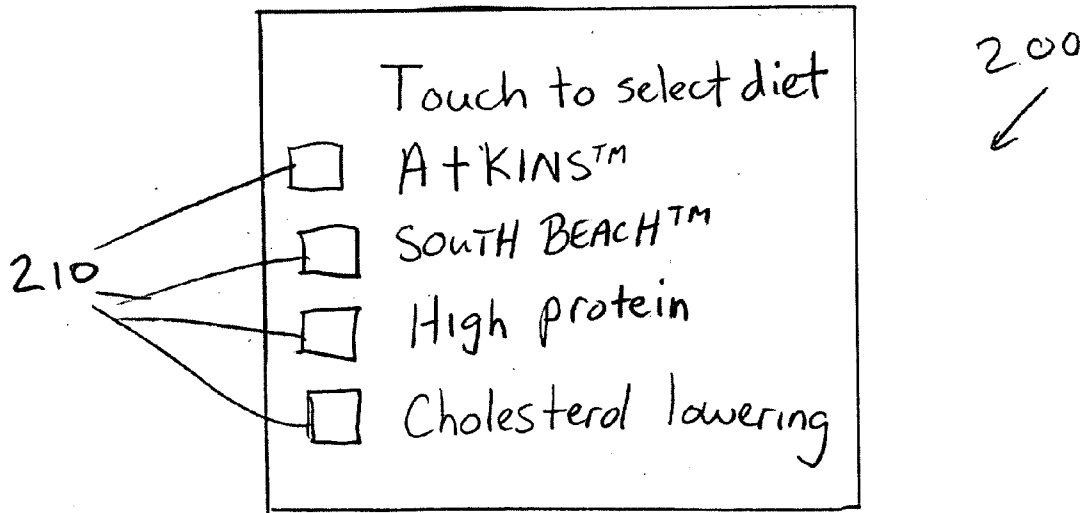 200
Touch to select diet
AtKINS™
SOUTH BEACH™
210
High protein
Cholesterol lowering